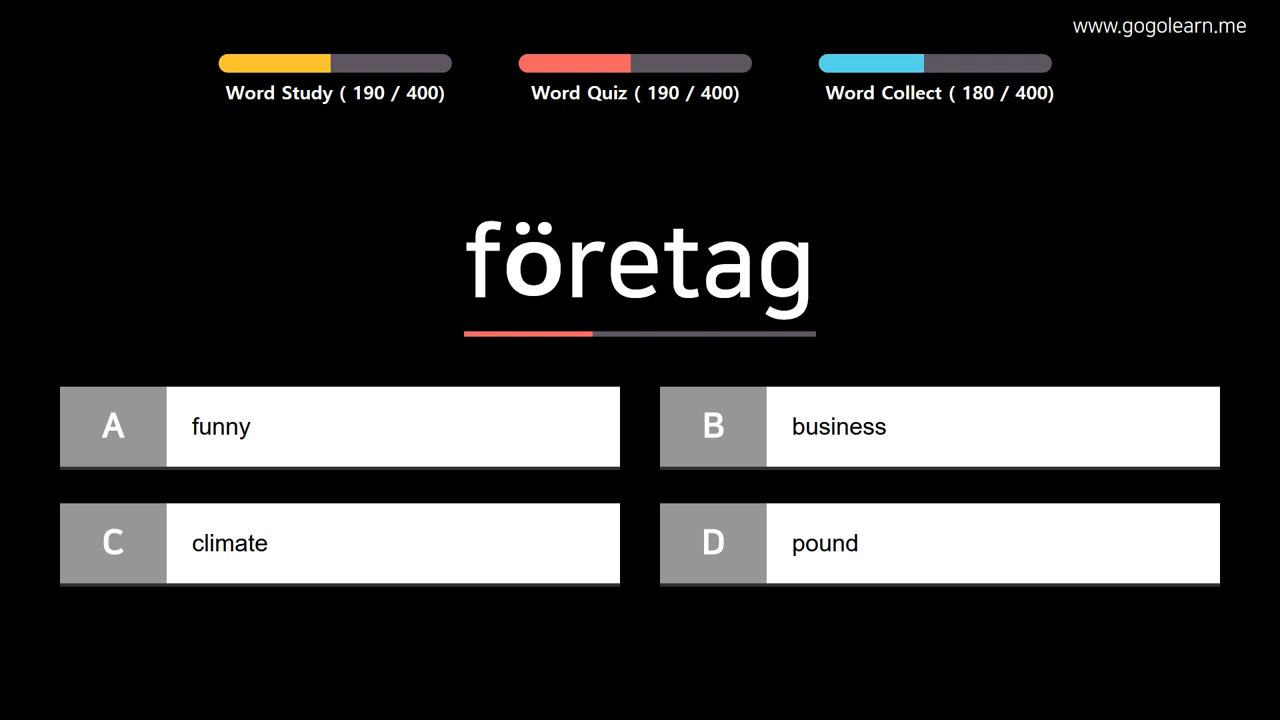 www.gogolearn.me
Word Study ( 190 / 400)
Word Quiz ( 190 / 400)
Word Collect ( 180 / 400)
företag
A funny
B business
C climate
D pound